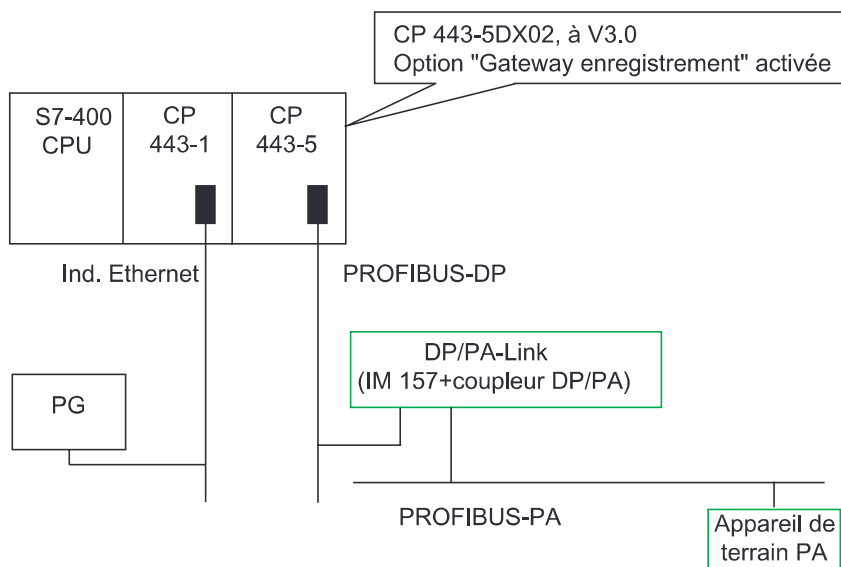 CP 443-5DX02, à V3.0
Option "Gateway enregistrement" activée
S7-400
CPU
CP
443-1
CP
443-5
Ind. Ethernet
PROFIBUS-DP
DP/PA-Link
(IM 157+coupleur DP/PA)
PG
PROFIBUS-PA
Appareil de
terrain PA